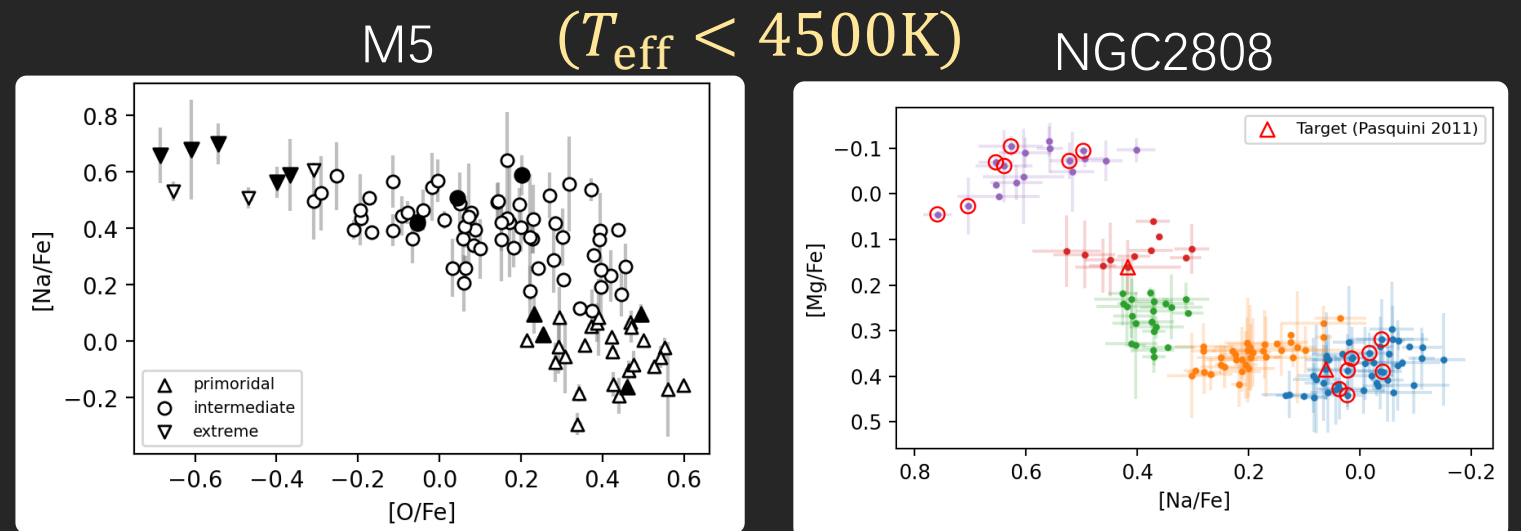 M5
(T_eff < 4500K)
NGC2808
0.8
0.6
0.4
0.2
0.0
−0.2
[Na/Fe]
primoridal
intermediate
extreme
−0.6
−0.4
−0.2
0.0
0.2
0.4
0.6
[O/Fe]
−0.1
0.0
0.1
0.2
0.3
0.4
0.5
[Mg/Fe]
Target (Pasquini 2011)
0.8
0.6
0.4
0.2
0.0
−0.2
[Na/Fe]